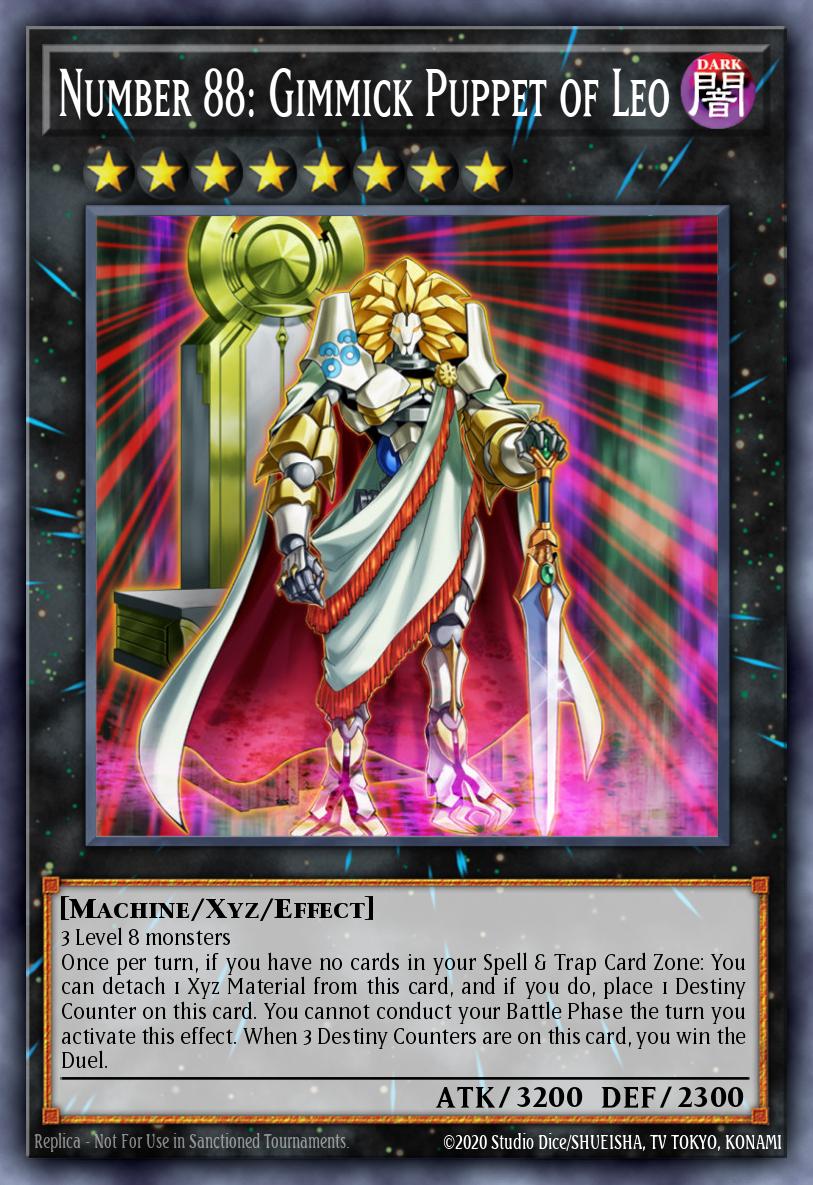 Number 88: Gimmick Puppet of Leo
DARK
闇
88
[Machine/Xyz/Effect]
3 Level 8 monsters
Once per turn, if you have no cards in your Spell & Trap Card Zone: You
can detach 1 Xyz Material from this card, and if you do, place 1 Destiny
Counter on this card. You cannot conduct your Battle Phase the turn you
activate this effect. When 3 Destiny Counters are on this card, you win the
Duel.
ATK/3200 DEF/2300
Replica - Not For Use in Sanctioned Tournaments.
©2020 Studio Dice/SHUEISHA, TV TOKYO, KONAMI